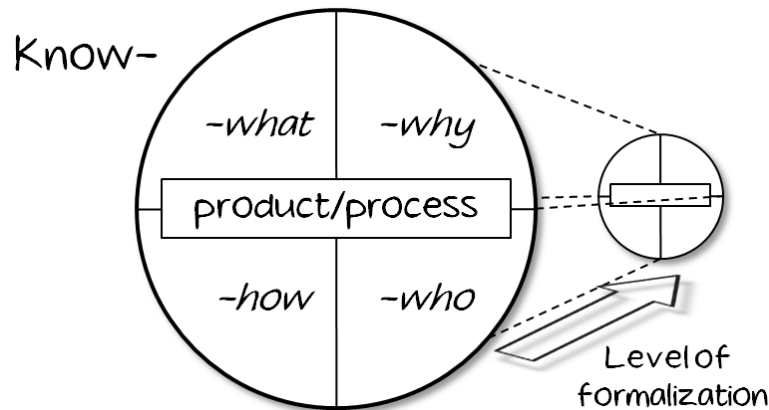 Know-
-what
-why
product/process
-how
-who
Level of
formalization